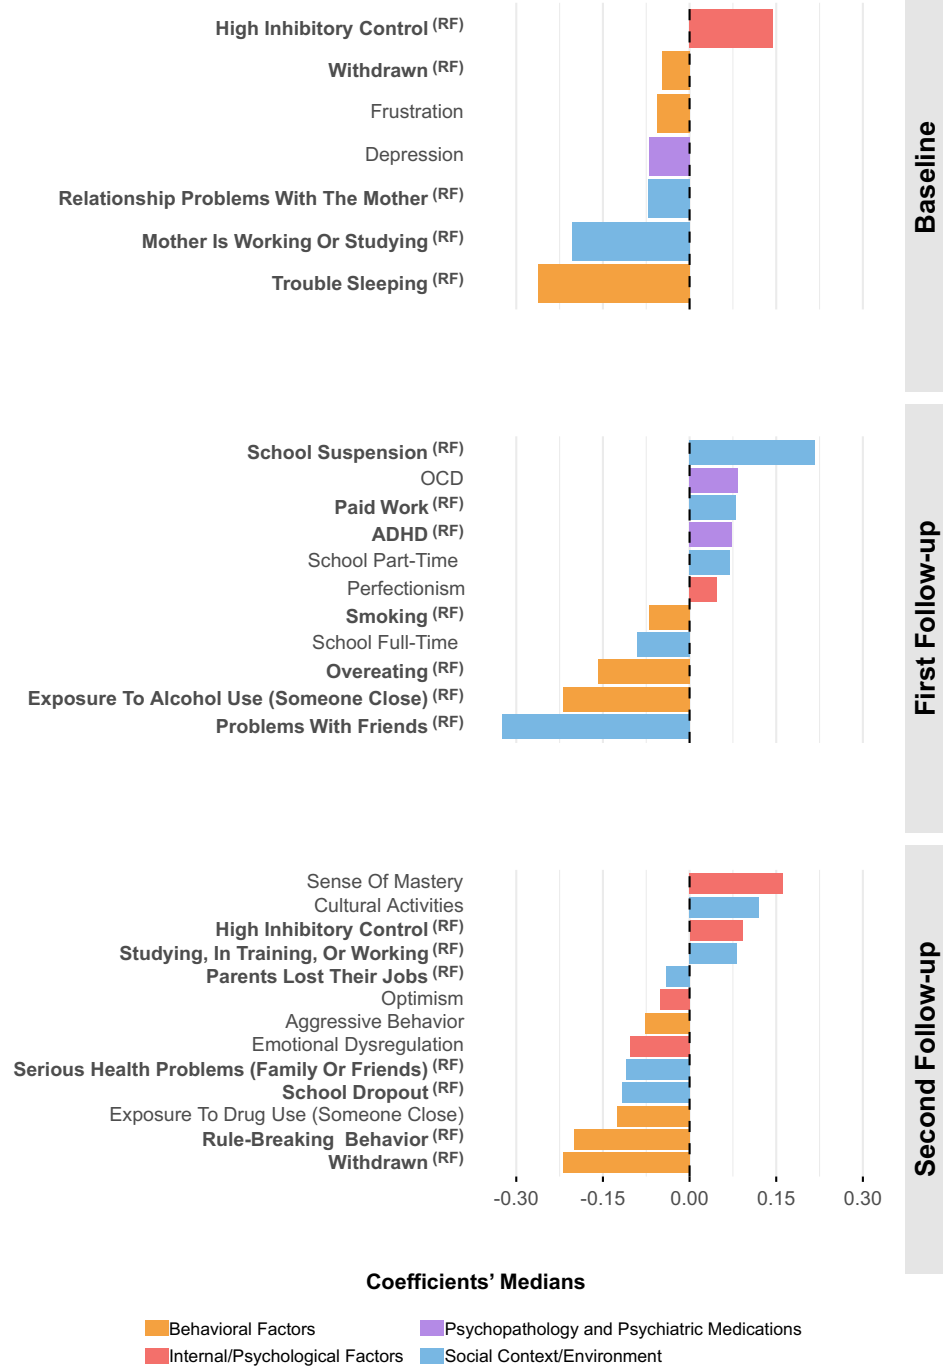 High Inhibitory Control (RF)
Withdrawn (RF)
Frustration
Depression
Relationship Problems With The Mother (RF)
Mother Is Working Or Studying (RF)
Trouble Sleeping (RF)
Baseline
School Suspension (RF)
OCD
Paid Work (RF)
ADHD (RF)
School Part-Time
Perfectionism
Smoking (RF)
School Full-Time
Overeating (RF)
Exposure To Alcohol Use (Someone Close) (RF)
Problems With Friends (RF)
First Follow-up
Sense Of Mastery
Cultural Activities
High Inhibitory Control (RF)
Studying, In Training, Or Working (RF)
Parents Lost Their Jobs (RF)
Optimism
Aggressive Behavior
Emotional Dysregulation
Serious Health Problems (Family Or Friends) (RF)
School Dropout (RF)
Exposure To Drug Use (Someone Close)
Rule-Breaking Behavior (RF)
Withdrawn (RF)
Second Follow-up
-0.30 -0.15 0.00 0.15 0.30
Coefficients’ Medians
Behavioral Factors Psychopathology and Psychiatric Medications
Internal/Psychological Factors Social Context/Environment